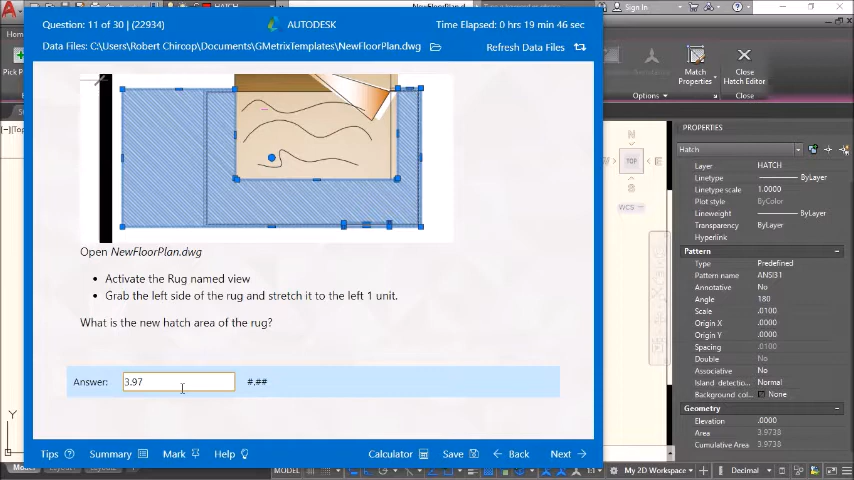 Question: 11 of 30 | (22934)
AUTODESK
Time Elapsed: 0 hrs 19 min 46 sec
Data Files: C:\Users\Robert Chircop\Documents\GMetrixTemplates\NewFloorPlan.dwg
Refresh Data Files
Open NewFloorPlan.dwg
• Activate the Rug named view
• Grab the left side of the rug and stretch it to the left 1 unit.
What is the new hatch area of the rug?
Answer: 3.97 #.##
Tips Summary Mark Help Calculator Save Back Next
HATCH
Sign In
Home
Pick P
Match
Properties
Close
Hatch Editor
Options
Close
[Top]
N
W TOP E
S
WCS
PROPERTIES
Hatch
Layer HATCH
Linetype ByLayer
Linetype scale 1.0000
Plot style ByColor
Lineweight ByLayer
Transparency ByLayer
Hyperlink
Pattern
Type Predefined
Pattern name ANSI31
Annotative No
Angle 180
Scale .0100
Origin X .0000
Origin Y .0000
Spacing .0100
Double No
Associative No
Island detectio... Normal
Background col... None
Geometry
Elevation .0000
Area 3.9738
Cumulative Area 3.9738
Y
Model
MODEL
1:1
My 2D Workspace
Decimal